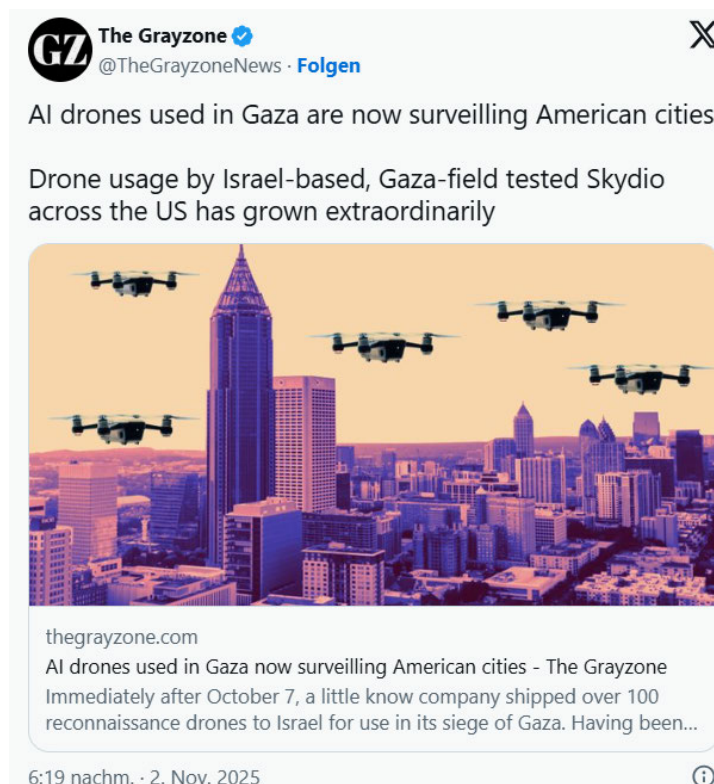 GZ
The Grayzone
@TheGrayzoneNews · Folgen
AI drones used in Gaza are now surveilling American cities
Drone usage by Israel-based, Gaza-field tested Skydio
across the US has grown extraordinarily
thegrayzone.com
AI drones used in Gaza now surveilling American cities - The Grayzone
Immediately after October 7, a little know company shipped over 100
reconnaissance drones to Israel for use in its siege of Gaza. Having been...
6:19 nachm. · 2. Nov. 2025